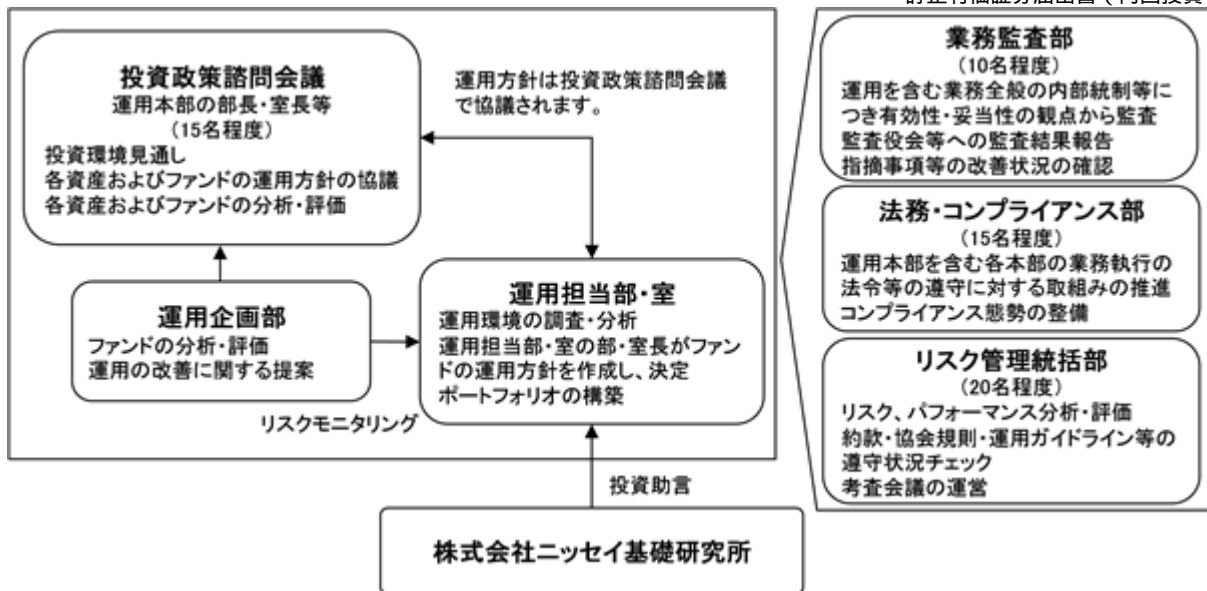 投資政策諮問会議
運用本部の部長・室長等
(15名程度)
投資環境見通し
各資産およびファンドの運用方針の協議
各資産およびファンドの分析・評価
運用方針は投資政策諮問会議
で協議されます。
運用企画部
ファンドの分析・評価
運用の改善に関する提案
リスクモニタリング
運用担当部・室
運用環境の調査・分析
運用担当部・室の部・室長がファン
ドの運用方針を作成し、決定
ポートフォリオの構築
投資助言
株式会社ニッセイ基礎研究所
業務監査部
(10名程度)
運用を含む業務全般の内部統制等に
つき有効性・妥当性の観点から監査
監査役会等への監査結果報告
指摘事項等の改善状況の確認
法務・コンプライアンス部
(15名程度)
運用本部を含む各本部の業務執行の
法令等の遵守に対する取組みの推進
コンプライアンス態勢の整備
リスク管理統括部
(20名程度)
リスク、パフォーマンス分析・評価
約款・協会規則・運用ガイドライン等の
遵守状況チェック
考査会議の運営